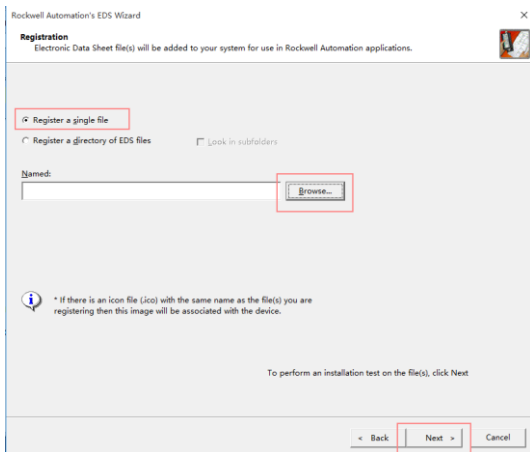 Rockwell Automation's EDS Wizard
Registration
Electronic Data Sheet file(s) will be added to your system for use in Rockwell Automation applications.
Register a single file
Register a directory of EDS files
Look in subfolders
Named:
Browse...
* If there is an icon file (.ico) with the same name as the file(s) you are
registering then this image will be associated with the device.
To perform an installation test on the file(s), click Next
< Back
Next >
Cancel